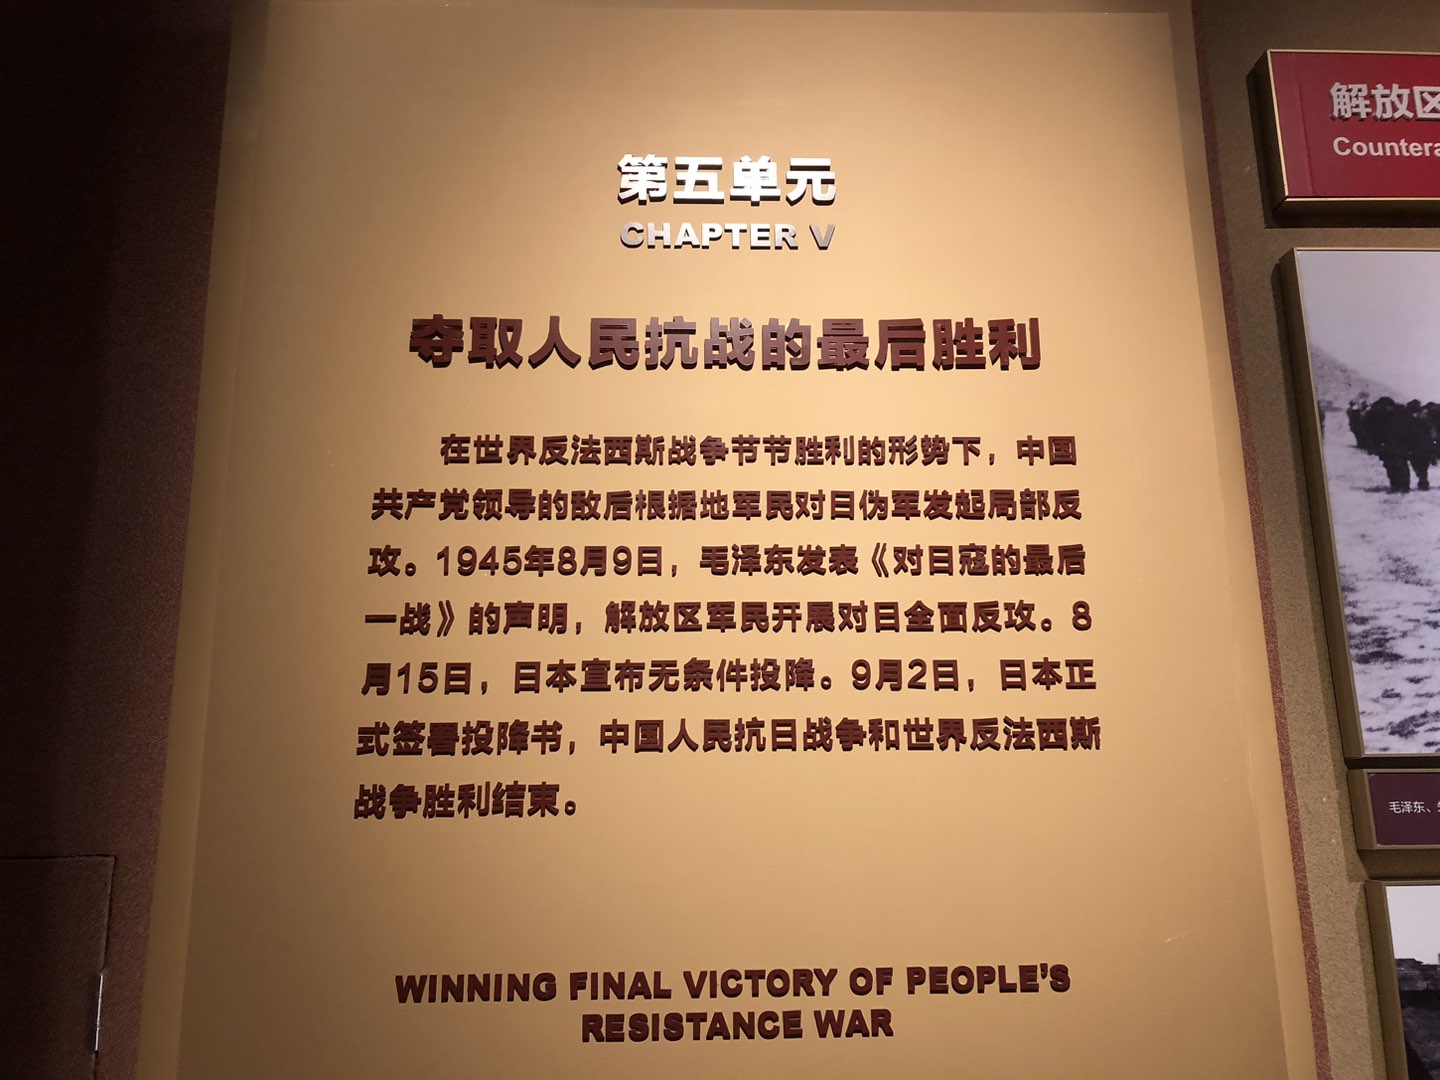 第五单元
CHAPTER V
夺取人民抗战的最后胜利
在世界反法西斯战争节节胜利的形势下，中国
共产党领导的敌后根据地军民对日伪军发起局部反
攻。1945年8月9日，毛泽东发表《对日寇的最后
一战》的声明，解放区军民开展对日全面反攻。8
月15日，日本宣布无条件投降。9月2日，日本正
式签署投降书，中国人民抗日战争和世界反法西斯
战争胜利结束。
WINNING FINAL VICTORY OF PEOPLE'S
RESISTANCE WAR
解放区
Countera
毛泽东、